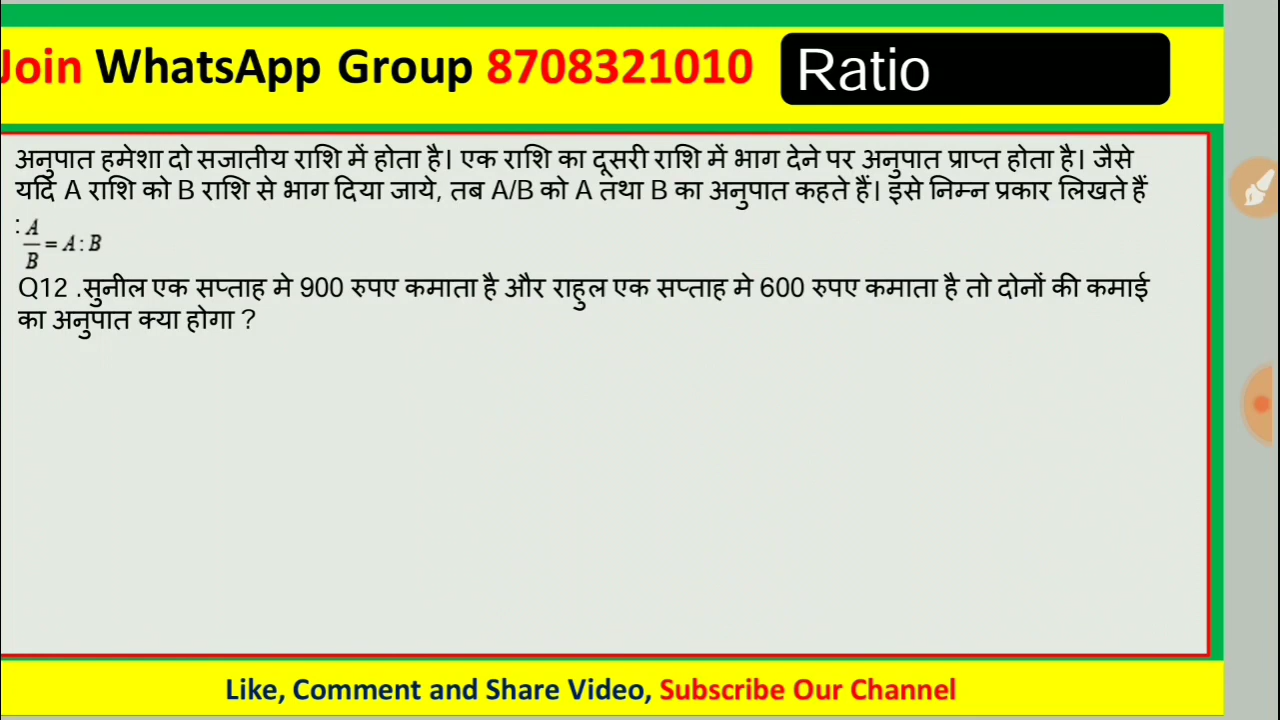 Join WhatsApp Group 8708321010
Ratio
अनुपात हमेशा दो सजातीय राशि में होता है। एक राशि का दूसरी राशि में भाग देने पर अनुपात प्राप्त होता है। जैसे
यदि A राशि को B राशि से भाग दिया जाये, तब A/B को A तथा B का अनुपात कहते हैं। इसे निम्न प्रकार लिखते हैं
: A/B = A : B
Q12 .सुनील एक सप्ताह मे 900 रुपए कमाता है और राहुल एक सप्ताह मे 600 रुपए कमाता है तो दोनों की कमाई
का अनुपात क्या होगा ?
Like, Comment and Share Video, Subscribe Our Channel